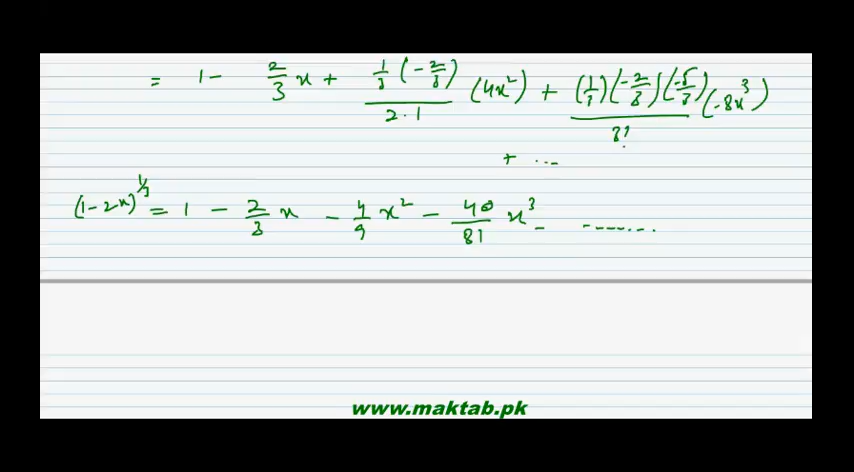 = 1 - 2/3 x + 1/3 (-2/3) / 2·1 (4x²) + (1/3)(-2/3)(-5/3) / 3! (-8x³)
+ ...
(1-2x)^1/3 = 1 - 2/3 x - 4/9 x² - 40/81 x³ - .......
www.maktab.pk